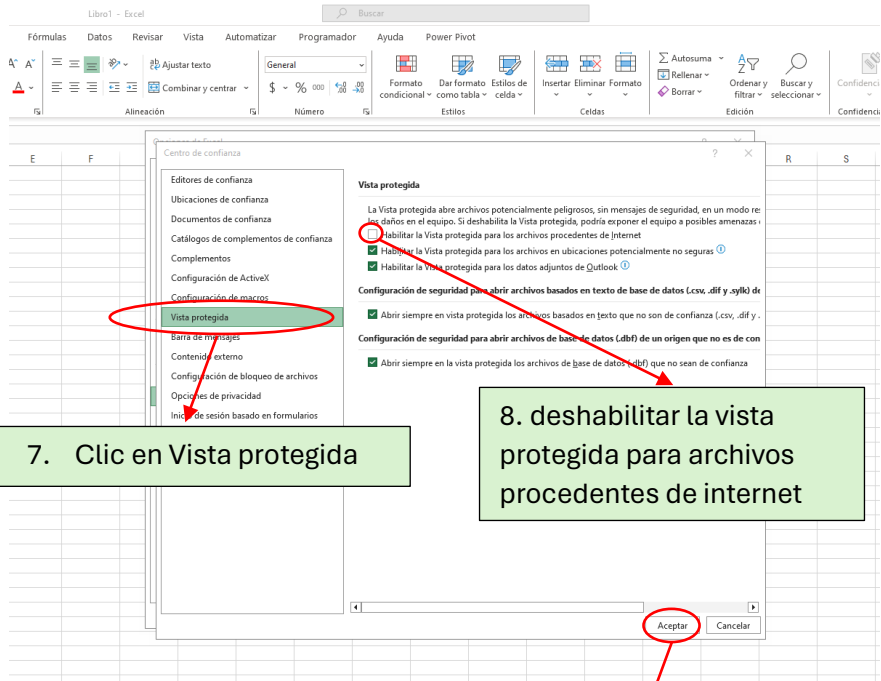 Libro1 - Excel
Buscar
Fórmulas Datos Revisar Vista Automatizar Programador Ayuda Power Pivot
Ajustar texto
General
Combinar y centrar
$ % 000
Formato condicional
Dar formato como tabla
Estilos de celda
Insertar Eliminar Formato
Autosuma
Rellenar
Borrar
Ordenar y filtrar
Buscar y seleccionar
Alineación Número Estilos Celdas Edición
E F R S
Centro de confianza
? ×
Editores de confianza
Ubicaciones de confianza
Documentos de confianza
Catálogos de complementos de confianza
Complementos
Configuración de ActiveX
Configuración de macros
Vista protegida
Barra de mensajes
Contenido externo
Configuración de bloqueo de archivos
Opciones de privacidad
Inicio de sesión basado en formularios
Vista protegida
La Vista protegida abre archivos potencialmente peligrosos, sin mensajes de seguridad, en un modo
los daños en el equipo. Si deshabilita la Vista protegida, podría exponer el equipo a posibles amenazas
Habilitar la Vista protegida para los archivos procedentes de Internet
Habilitar la Vista protegida para los archivos en ubicaciones potencialmente no seguras
Habilitar la Vista protegida para los datos adjuntos de Outlook
Configuración de seguridad para abrir archivos basados en texto de base de datos (.csv, .dif y .sylk) de
Abrir siempre en vista protegida los archivos basados en texto que no son de confianza (.csv, .dif y .
Configuración de seguridad para abrir archivos de base de datos (.dbf) de un origen que no es de con
Abrir siempre en la vista protegida los archivos de base de datos (.dbf) que no sean de confianza
7. Clic en Vista protegida
8. deshabilitar la vista
protegida para archivos
procedentes de internet
Aceptar Cancelar